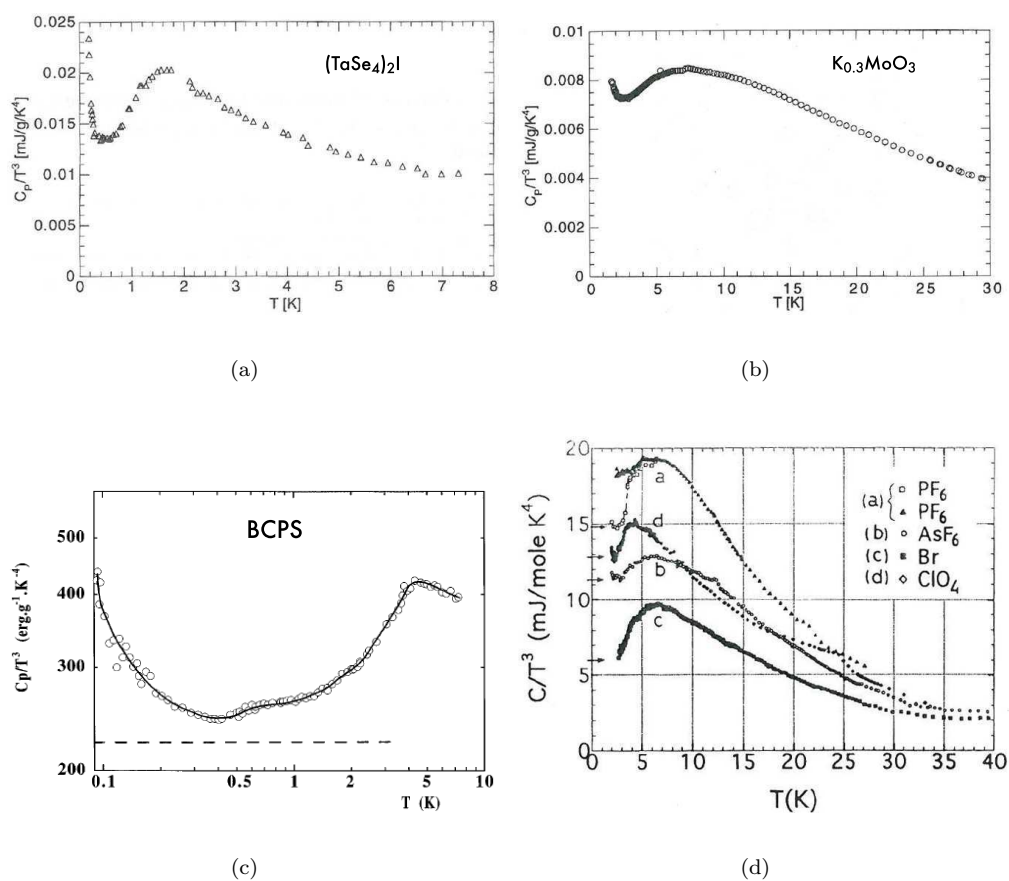 (TaSe₄)₂I
Cₚ/T³ [mJ/g/K⁴]
0.025
0.02
0.015
0.01
0.005
0
0 1 2 3 4 5 6 7 8
T [K]
(a)
K₀.₃MoO₃
Cₚ/T³ [mJ/g/K⁴]
0.01
0.008
0.006
0.004
0.002
0
0 5 10 15 20 25 30
T [K]
(b)
BCPS
Cp/T³ (erg.g⁻¹.K⁻⁴)
500
400
300
200
0.1 0.5 1 2 5 10
T (K)
(c)
C/T³ (mJ/mole K⁴)
20
15
10
5
0
a
d
b
c
(a) { PF₆
PF₆
(b) AsF₆
(c) Br
(d) ClO₄
0 5 10 15 20 25 30 35 40
T(K)
(d)